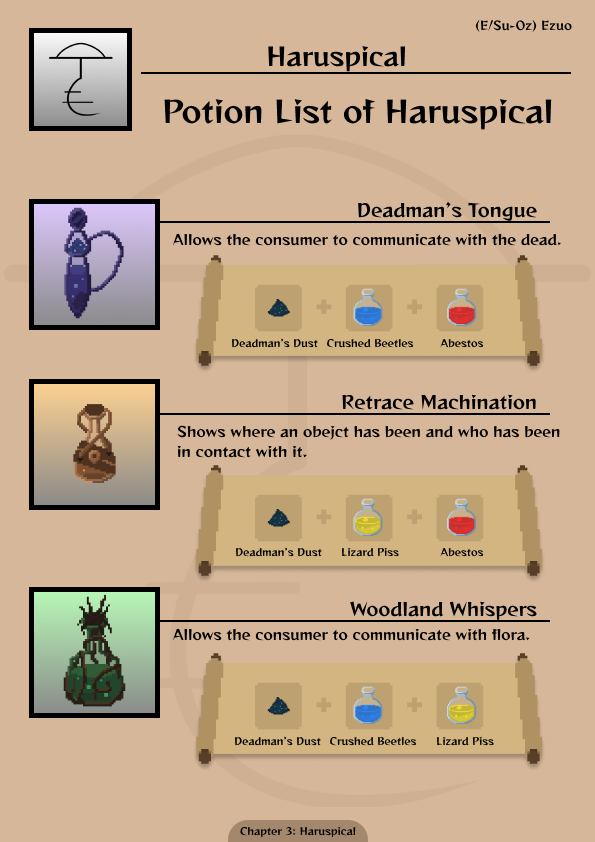 (E/Su-Oz) Ezuo
Haruspical
Potion List of Haruspical
Deadman's Tongue
Allows the consumer to communicate with the dead.
Deadman's Dust Crushed Beetles Abestos
Retrace Machination
Shows where an obejct has been and who has been
in contact with it.
Deadman's Dust Lizard Piss Abestos
Woodland Whispers
Allows the consumer to communicate with flora.
Deadman's Dust Crushed Beetles Lizard Piss
Chapter 3: Haruspical